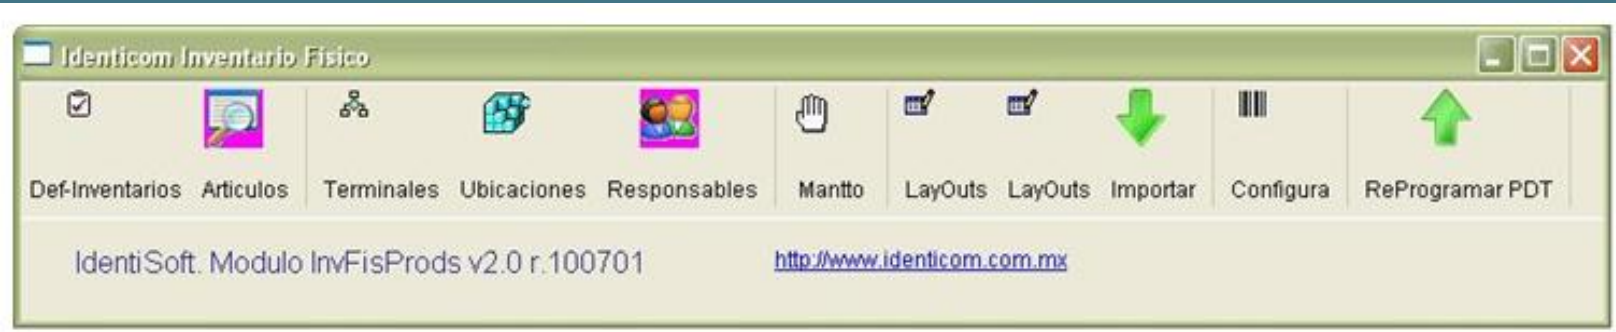 Identicom Inventario Físico
Def-Inventarios Articulos Terminales Ubicaciones Responsables Mantto LayOuts LayOuts Importar Configura ReProgramar PDT
IdentiSoft. Modulo InvFisProds v2.0 r.100701 http://www.identicom.com.mx